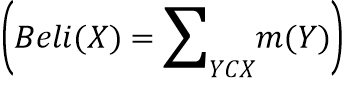 (Beli(X) = ∑_{YCX} m(Y))